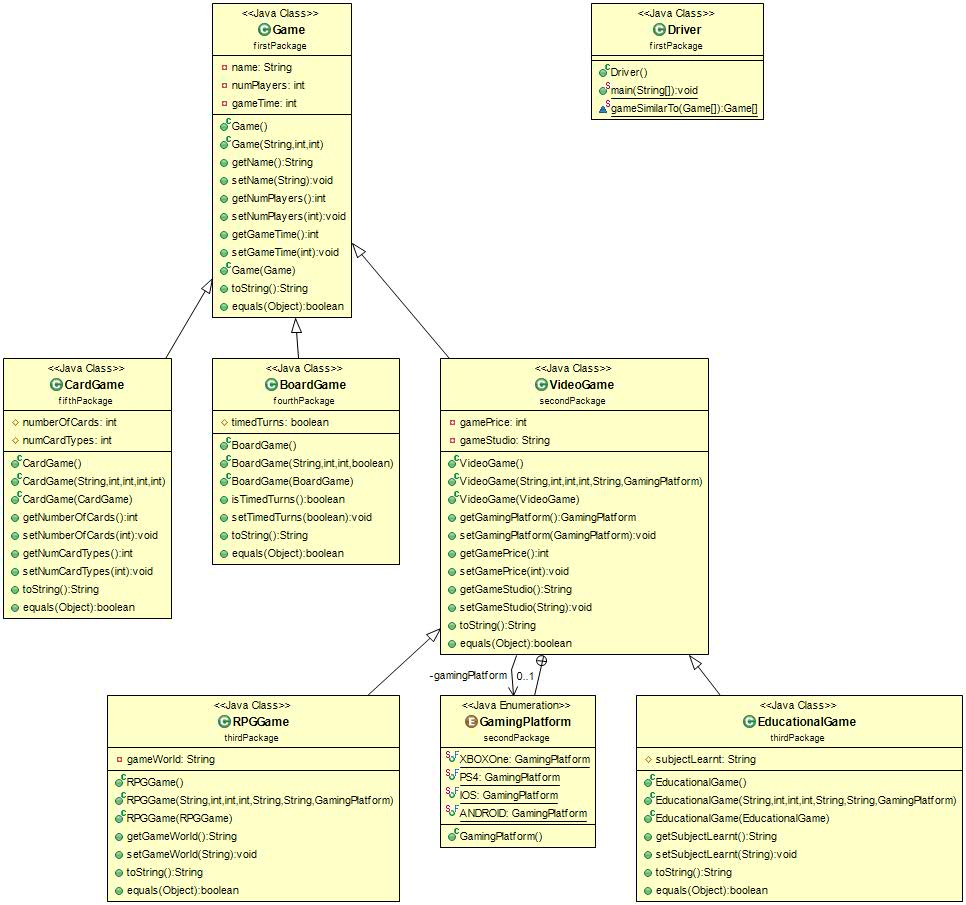 <<Java Class>>
Game
firstPackage
name: String
numPlayers: int
gameTime: int
Game()
Game(String,int,int)
getName():String
setName(String):void
getNumPlayers():int
setNumPlayers(int):void
getGameTime():int
setGameTime(int):void
Game(Game)
toString():String
equals(Object):boolean
<<Java Class>>
Driver
firstPackage
Driver()
main(String[]):void
gameSimilarTo(Game[]):Game[]
<<Java Class>>
CardGame
fifthPackage
numberOfCards: int
numCardTypes: int
CardGame()
CardGame(String,int,int,int,int)
CardGame(CardGame)
getNumberOfCards():int
setNumberOfCards(int):void
getNumCardTypes():int
setNumCardTypes(int):void
toString():String
equals(Object):boolean
<<Java Class>>
BoardGame
fourthPackage
timedTurns: boolean
BoardGame()
BoardGame(String,int,int,boolean)
BoardGame(BoardGame)
isTimedTurns():boolean
setTimedTurns(boolean):void
toString():String
equals(Object):boolean
<<Java Class>>
VideoGame
secondPackage
gamePrice: int
gameStudio: String
VideoGame()
VideoGame(String,int,int,int,String,GamingPlatform)
VideoGame(VideoGame)
getGamingPlatform():GamingPlatform
setGamingPlatform(GamingPlatform):void
getGamePrice():int
setGamePrice(int):void
getGameStudio():String
setGameStudio(String):void
toString():String
equals(Object):boolean
-gamingPlatform 0..1
<<Java Class>>
RPGGame
thirdPackage
gameWorld: String
RPGGame()
RPGGame(String,int,int,int,String,String,GamingPlatform)
RPGGame(RPGGame)
getGameWorld():String
setGameWorld(String):void
toString():String
equals(Object):boolean
<<Java Enumeration>>
GamingPlatform
secondPackage
XBOXOne: GamingPlatform
PS4: GamingPlatform
IOS: GamingPlatform
ANDROID: GamingPlatform
GamingPlatform()
<<Java Class>>
EducationalGame
thirdPackage
subjectLearnt: String
EducationalGame()
EducationalGame(String,int,int,int,String,String,GamingPlatform)
EducationalGame(EducationalGame)
getSubjectLearnt():String
setSubjectLearnt(String):void
toString():String
equals(Object):boolean